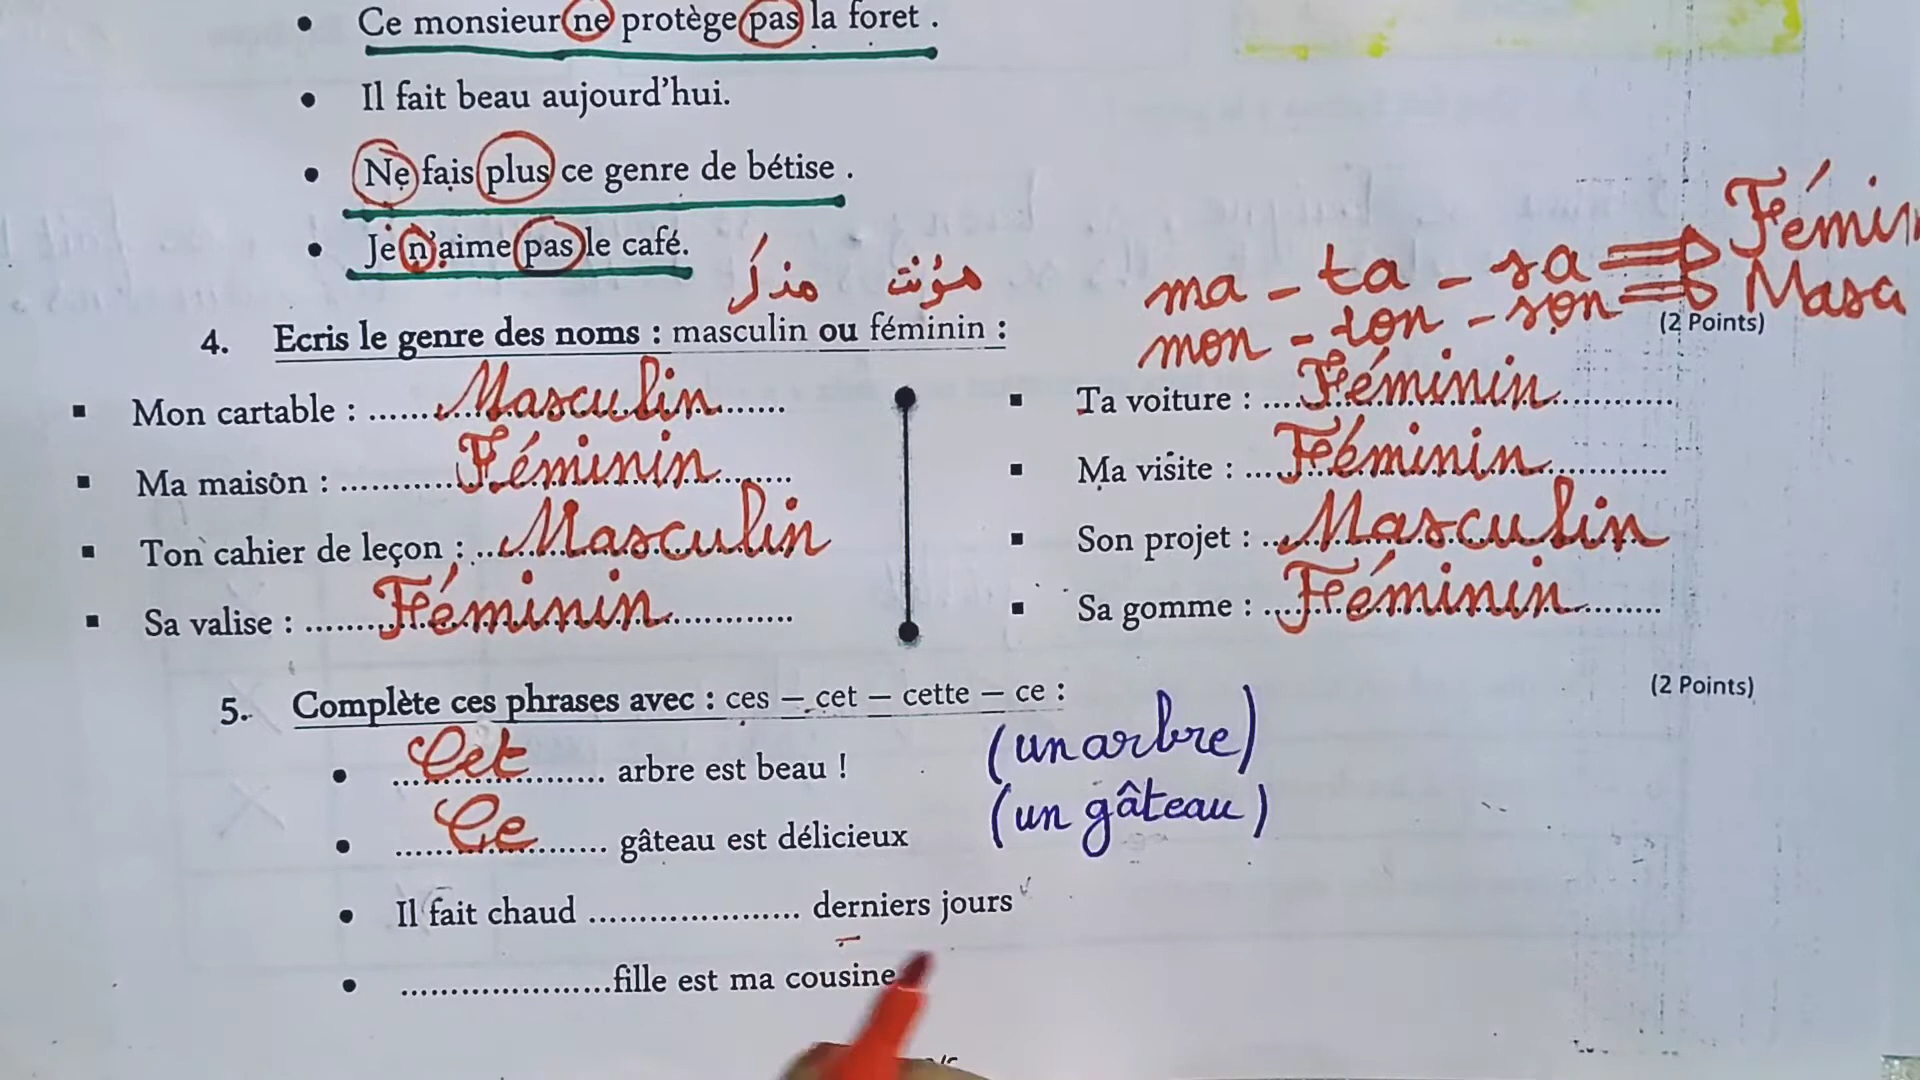 • Ce monsieur ne protège pas la foret .
• Il fait beau aujourd'hui.
• Ne fais plus ce genre de bétise .
• Je n'aime pas le café.
مؤنث مذكر
ma - ta - sa ⇒ Fémin
mon - ton - son ⇒ Masc
4. Ecris le genre des noms : masculin ou féminin : (2 Points)
▪ Mon cartable : Masculin
▪ Ma maison : Féminin
▪ Ton cahier de leçon : Masculin
▪ Sa valise : Féminin
▪ Ta voiture : Féminin
▪ Ma visite : Féminin
▪ Son projet : Masculin
▪ Sa gomme : Féminin
5. Complète ces phrases avec : ces – cet – cette – ce : (2 Points)
• Cet arbre est beau ! (un arbre)
• Ce gâteau est délicieux (un gâteau)
• Il fait chaud ..................... derniers jours
• .....................fille est ma cousine